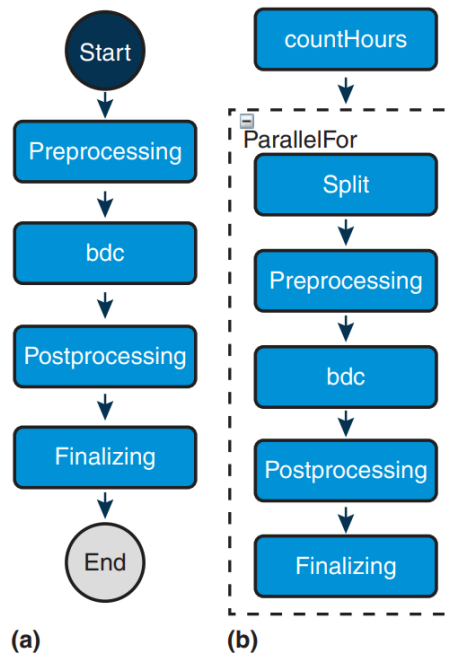 Start
Preprocessing
bdc
Postprocessing
Finalizing
End
(a)
countHours
ParallelFor
Split
Preprocessing
bdc
Postprocessing
Finalizing
(b)